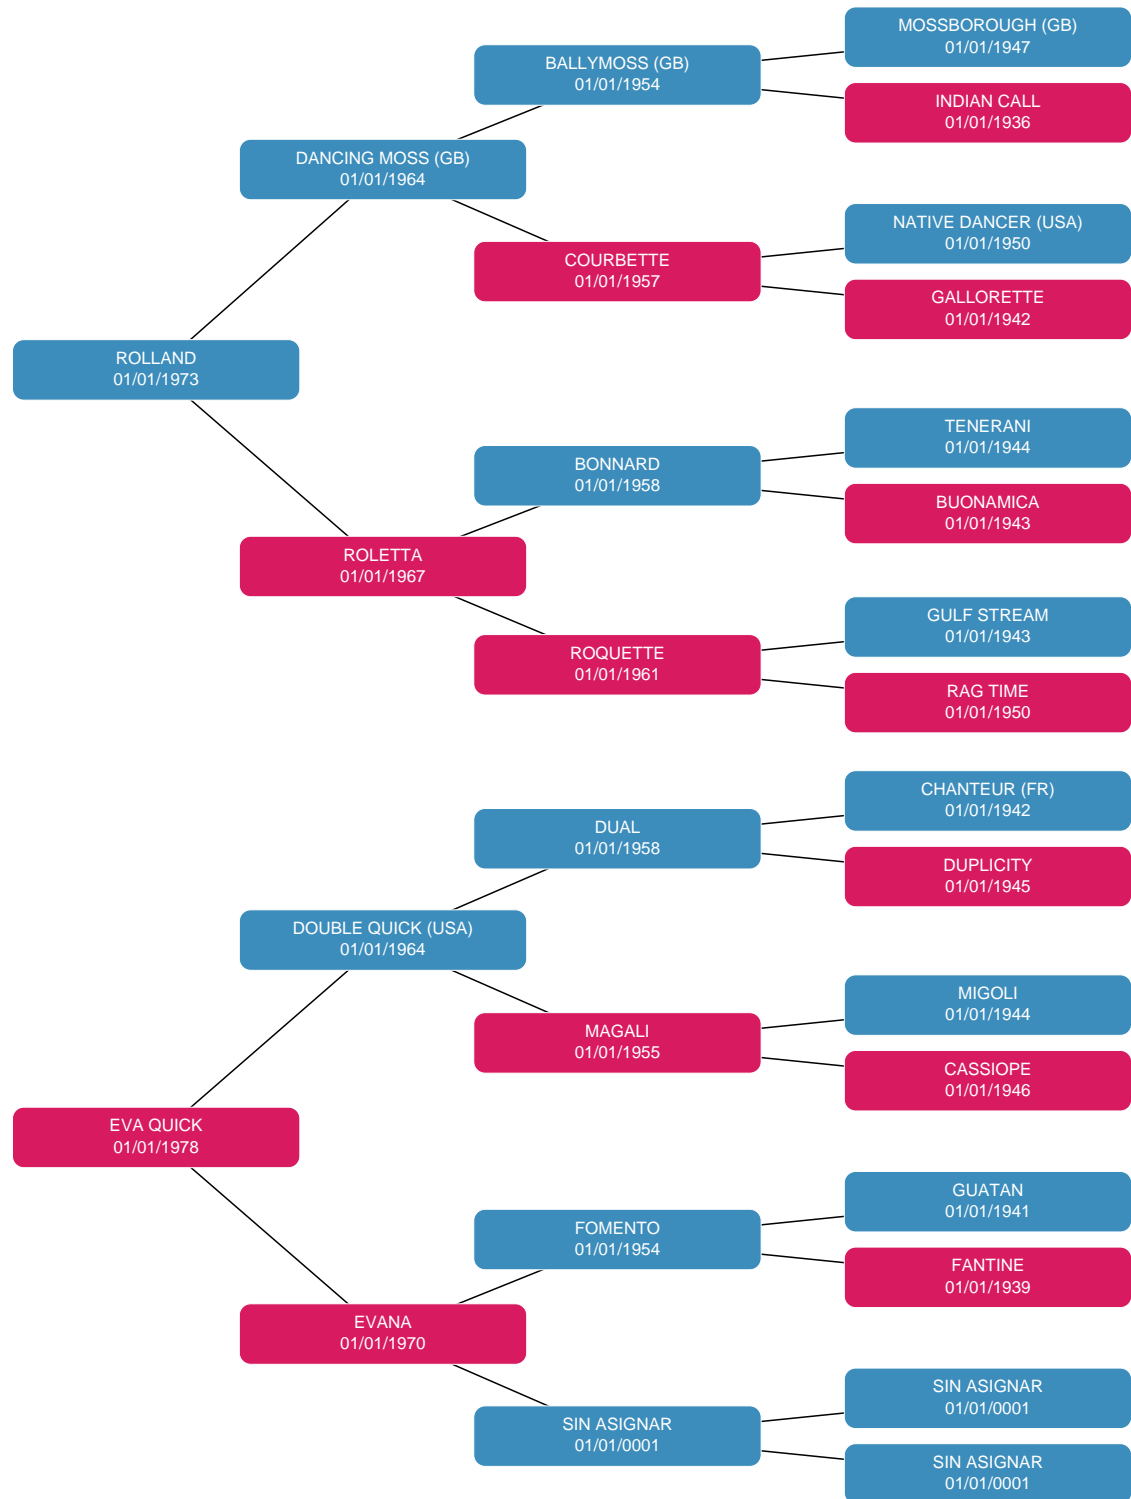 MOSSBOROUGH (GB)
01/01/1947
BALLYMOSS (GB)
01/01/1954
INDIAN CALL
01/01/1936
DANCING MOSS (GB)
01/01/1964
NATIVE DANCER (USA)
01/01/1950
COURBETTE
01/01/1957
GALLORETTE
01/01/1942
ROLLAND
01/01/1973
TENERANI
01/01/1944
BONNARD
01/01/1958
BUONAMICA
01/01/1943
ROLETTA
01/01/1967
GULF STREAM
01/01/1943
ROQUETTE
01/01/1961
RAG TIME
01/01/1950
CHANTEUR (FR)
01/01/1942
DUAL
01/01/1958
DUPLICITY
01/01/1945
DOUBLE QUICK (USA)
01/01/1964
MIGOLI
01/01/1944
MAGALI
01/01/1955
CASSIOPE
01/01/1946
EVA QUICK
01/01/1978
GUATAN
01/01/1941
FOMENTO
01/01/1954
FANTINE
01/01/1939
EVANA
01/01/1970
SIN ASIGNAR
01/01/0001
SIN ASIGNAR
01/01/0001
SIN ASIGNAR
01/01/0001